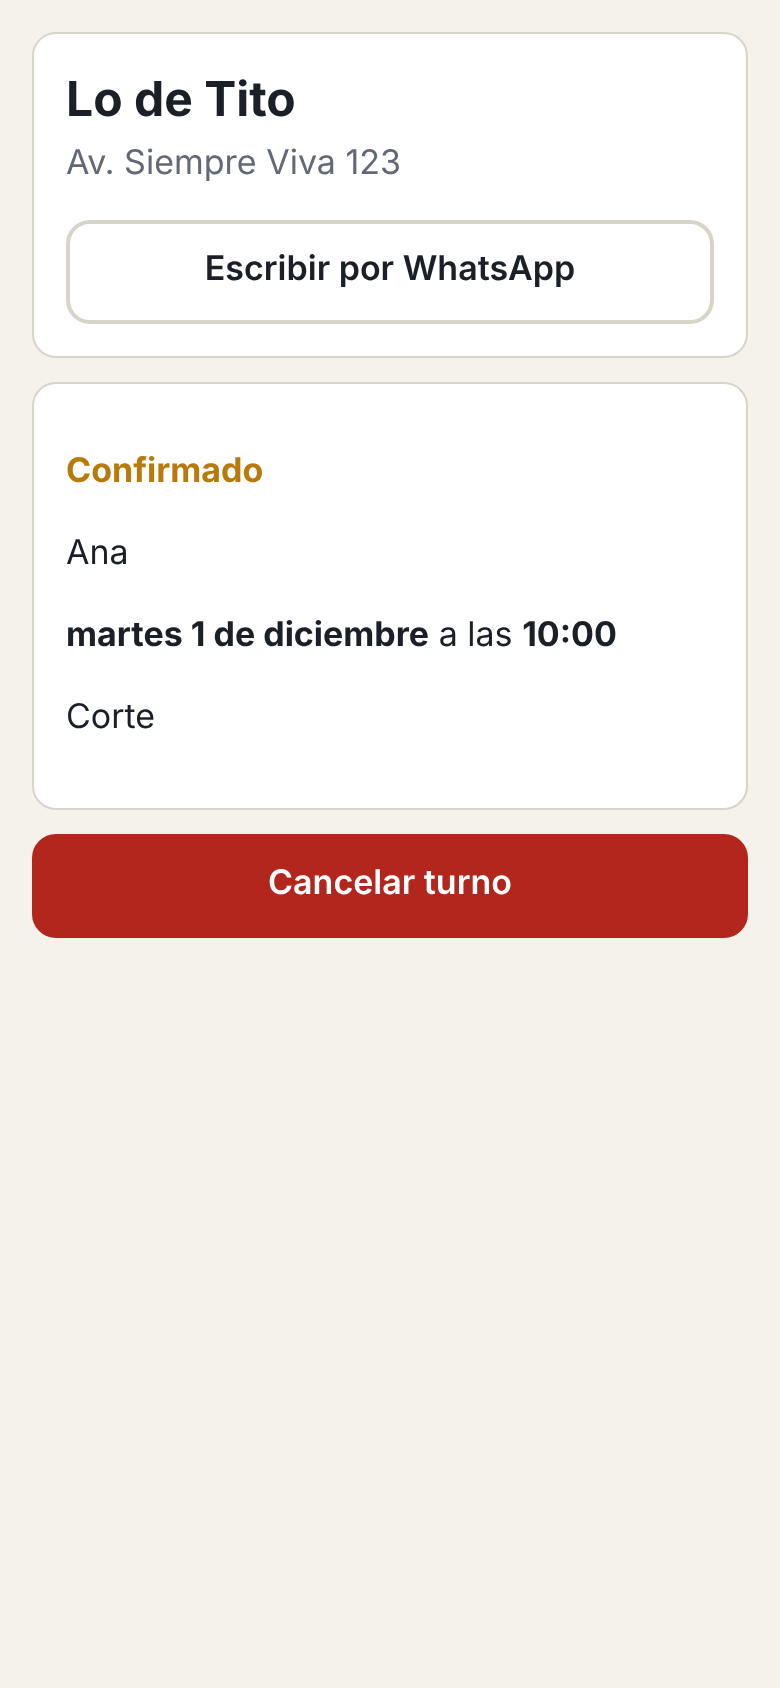 Lo de Tito
Av. Siempre Viva 123
Escribir por WhatsApp
Confirmado
Ana
martes 1 de diciembre a las 10:00
Corte
Cancelar turno